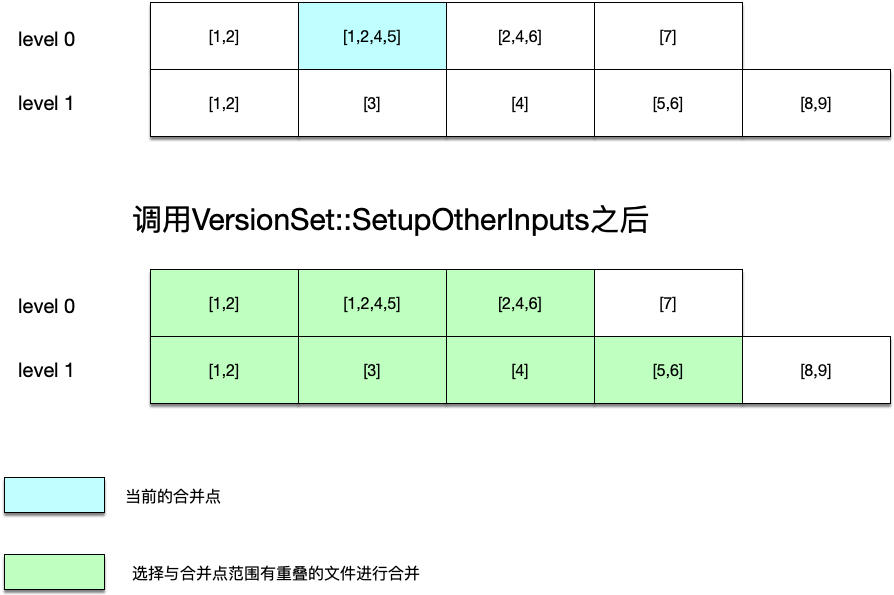 level 0 [1,2] [1,2,4,5] [2,4,6] [7]
level 1 [1,2] [3] [4] [5,6] [8,9]
调用VersionSet::SetupOtherInputs之后
level 0 [1,2] [1,2,4,5] [2,4,6] [7]
level 1 [1,2] [3] [4] [5,6] [8,9]
当前的合并点
选择与合并点范围有重叠的文件进行合并